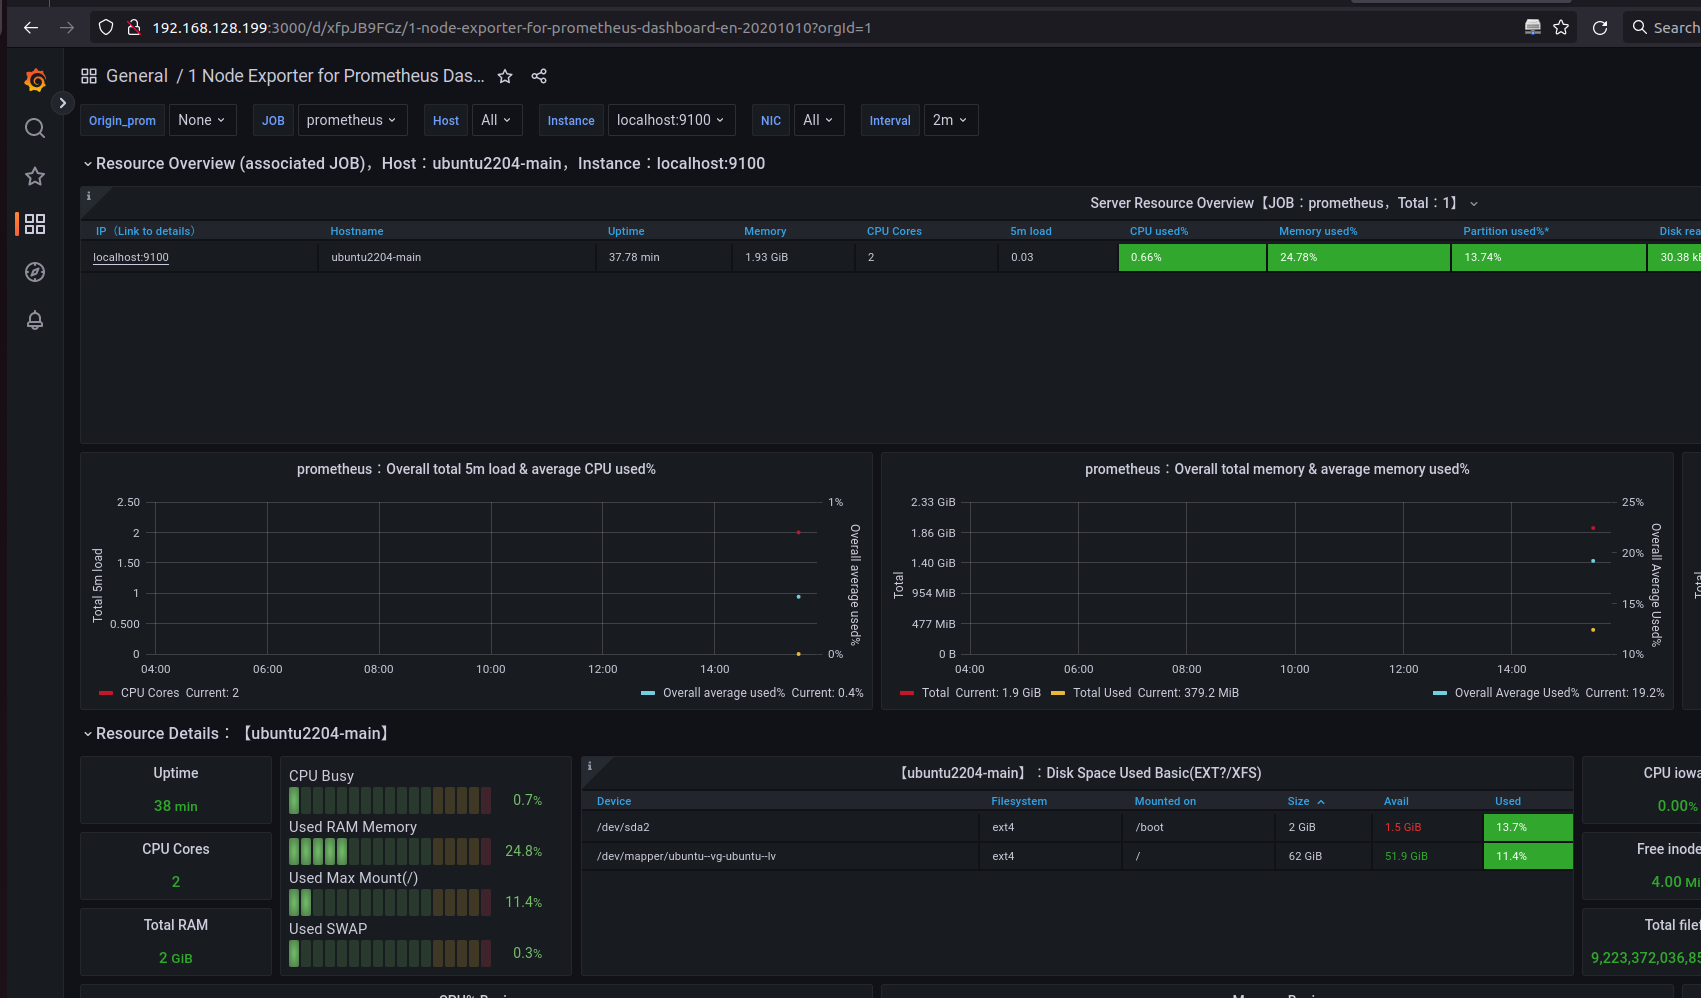 192.168.128.199:3000/d/xfpJB9FGz/1-node-exporter-for-prometheus-dashboard-en-20201010?orgId=1
Search
General / 1 Node Exporter for Prometheus Das...
Origin_prom None JOB prometheus Host All Instance localhost:9100 NIC All Interval 2m
Resource Overview (associated JOB)，Host：ubuntu2204-main，Instance：localhost:9100
i
Server Resource Overview【JOB：prometheus，Total：1】
IP（Link to details） Hostname Uptime Memory CPU Cores 5m load CPU used% Memory used% Partition used%* Disk rea
localhost:9100 ubuntu2204-main 37.78 min 1.93 GiB 2 0.03 0.66% 24.78% 13.74% 30.38 kB
prometheus：Overall total 5m load & average CPU used%
Total 5m load
2.50
2
1.50
1
0.500
0
1%
0%
Overall average used%
04:00 06:00 08:00 10:00 12:00 14:00
CPU Cores Current: 2 Overall average used% Current: 0.4%
prometheus：Overall total memory & average memory used%
Total
2.33 GiB
1.86 GiB
1.40 GiB
954 MiB
477 MiB
0 B
25%
20%
15%
10%
Overall Average Used%
04:00 06:00 08:00 10:00 12:00 14:00
Total Current: 1.9 GiB Total Used Current: 379.2 MiB Overall Average Used% Current: 19.2%
Resource Details：【ubuntu2204-main】
Uptime
38 min
CPU Cores
2
Total RAM
2 GiB
CPU Busy
0.7%
Used RAM Memory
24.8%
Used Max Mount(/)
11.4%
Used SWAP
0.3%
i
【ubuntu2204-main】：Disk Space Used Basic(EXT?/XFS)
Device Filesystem Mounted on Size Avail Used
/dev/sda2 ext4 /boot 2 GiB 1.5 GiB 13.7%
/dev/mapper/ubuntu--vg-ubuntu--lv ext4 / 62 GiB 51.9 GiB 11.4%
CPU iowa
0.00%
Free inode
4.00 Mi
Total filef
9,223,372,036,85